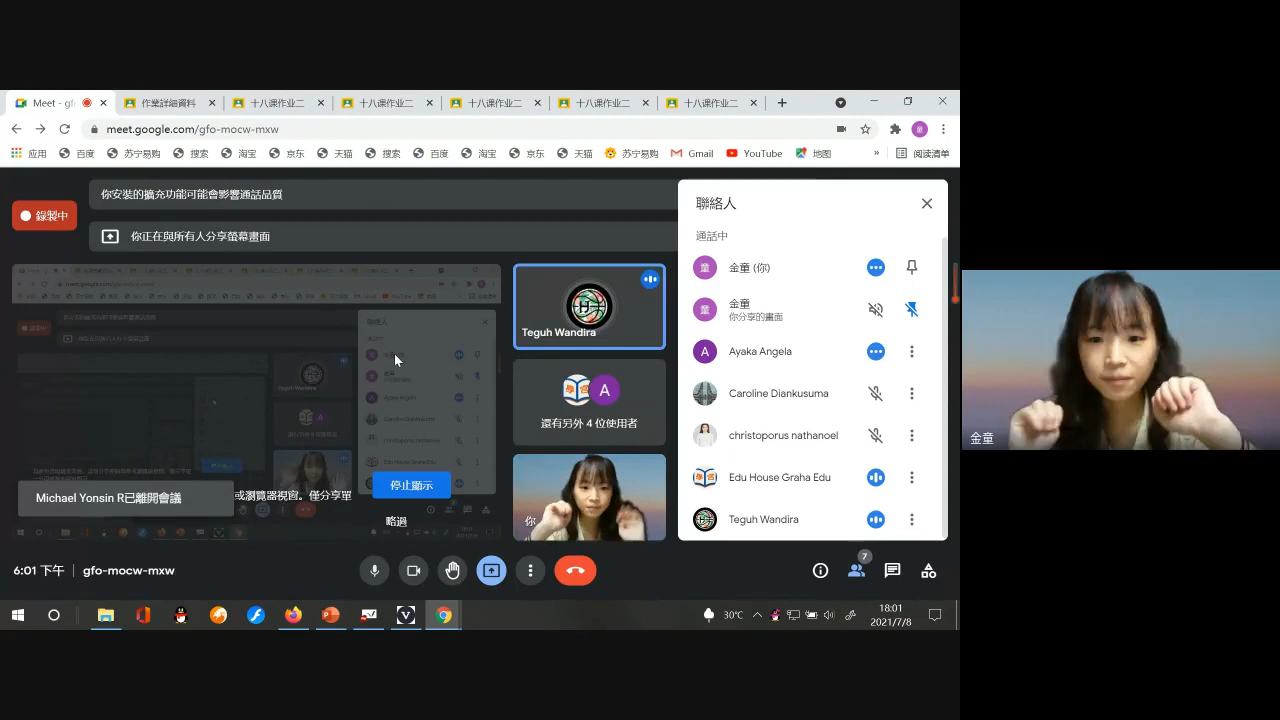 Meet - gf
作業詳細資料
十八课作业二
十八课作业二
十八课作业二
十八课作业二
十八课作业二
meet.google.com/gfo-mocw-mxw
童
应用
百度
苏宁易购
搜索
淘宝
京东
天猫
搜索
百度
淘宝
京东
天猫
苏宁易购
Gmail
YouTube
地图
»
阅读清单
錄製中
你安裝的擴充功能可能會影響通話品質
你正在與所有人分享螢幕畫面
聯絡人
通話中
童
金童 (你)
童
金童
你分享的畫面
A
Ayaka Angela
Caroline Diankusuma
christoporus nathanoel
Edu House Graha Edu
Teguh Wandira
Teguh Wandira
A
還有另外 4 位使用者
你
Michael Yonsin R已離開會議
或瀏覽器視窗。僅分享單
停止顯示
略過
金童
6:01 下午
gfo-mocw-mxw
7
30°C
18:01
2021/7/8